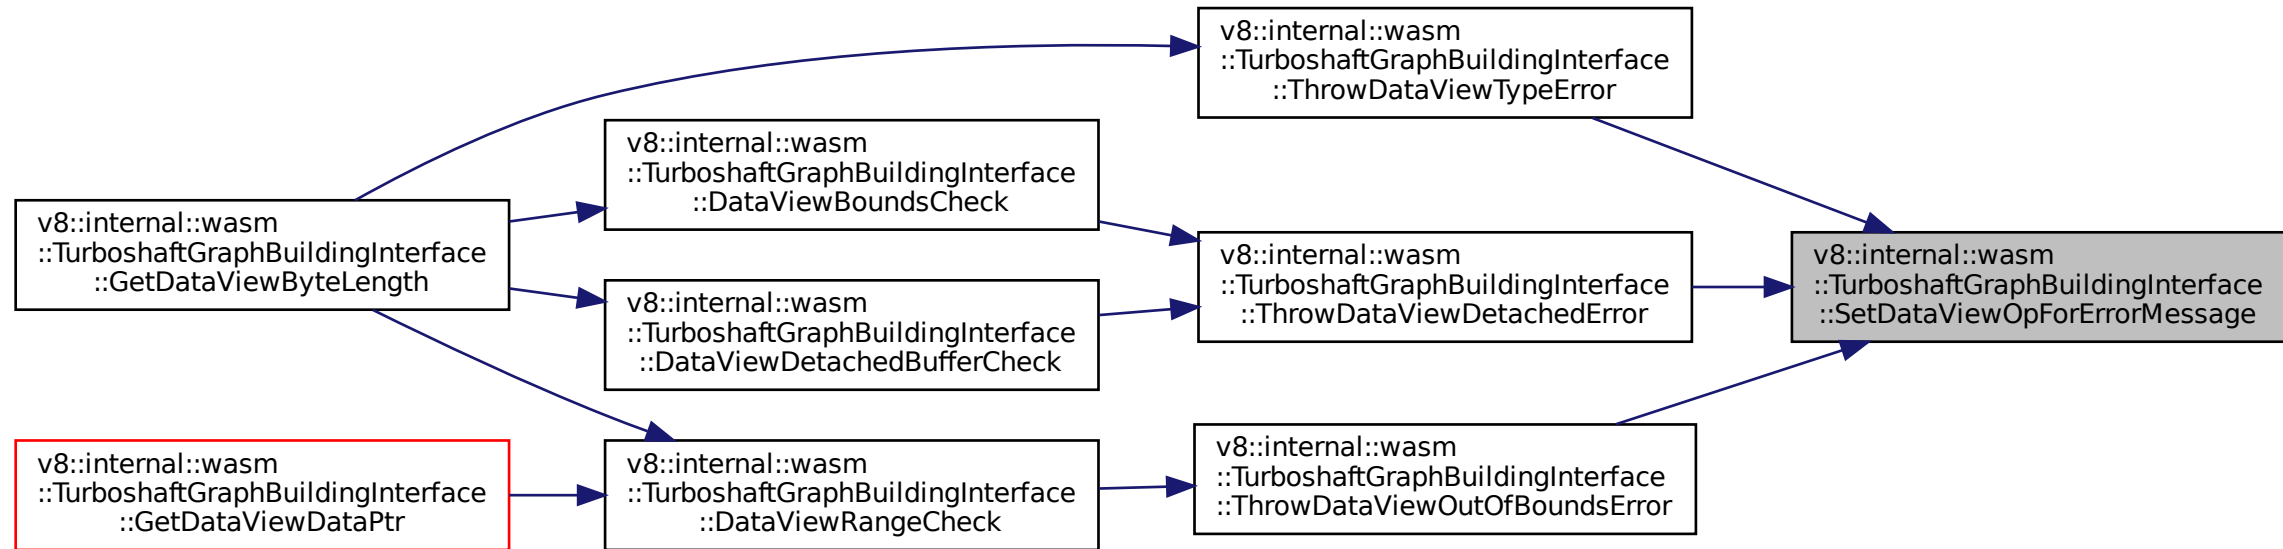 v8::internal::wasm
::TurboshaftGraphBuildingInterface
::ThrowDataViewTypeError
v8::internal::wasm
::TurboshaftGraphBuildingInterface
::DataViewBoundsCheck
v8::internal::wasm
::TurboshaftGraphBuildingInterface
::GetDataViewByteLength
v8::internal::wasm
::TurboshaftGraphBuildingInterface
::ThrowDataViewDetachedError
v8::internal::wasm
::TurboshaftGraphBuildingInterface
::SetDataViewOpForErrorMessage
v8::internal::wasm
::TurboshaftGraphBuildingInterface
::DataViewDetachedBufferCheck
v8::internal::wasm
::TurboshaftGraphBuildingInterface
::GetDataViewDataPtr
v8::internal::wasm
::TurboshaftGraphBuildingInterface
::DataViewRangeCheck
v8::internal::wasm
::TurboshaftGraphBuildingInterface
::ThrowDataViewOutOfBoundsError